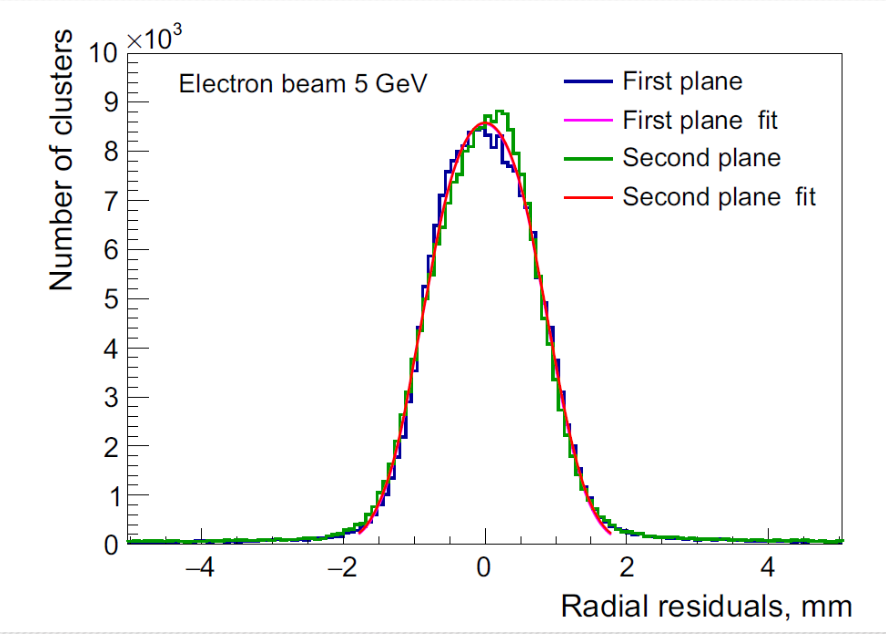 ×10³
10
9
8
7
6
5
4
3
2
1
0
Number of clusters
Electron beam 5 GeV
First plane
First plane fit
Second plane
Second plane fit
−4
−2
0
2
4
Radial residuals, mm